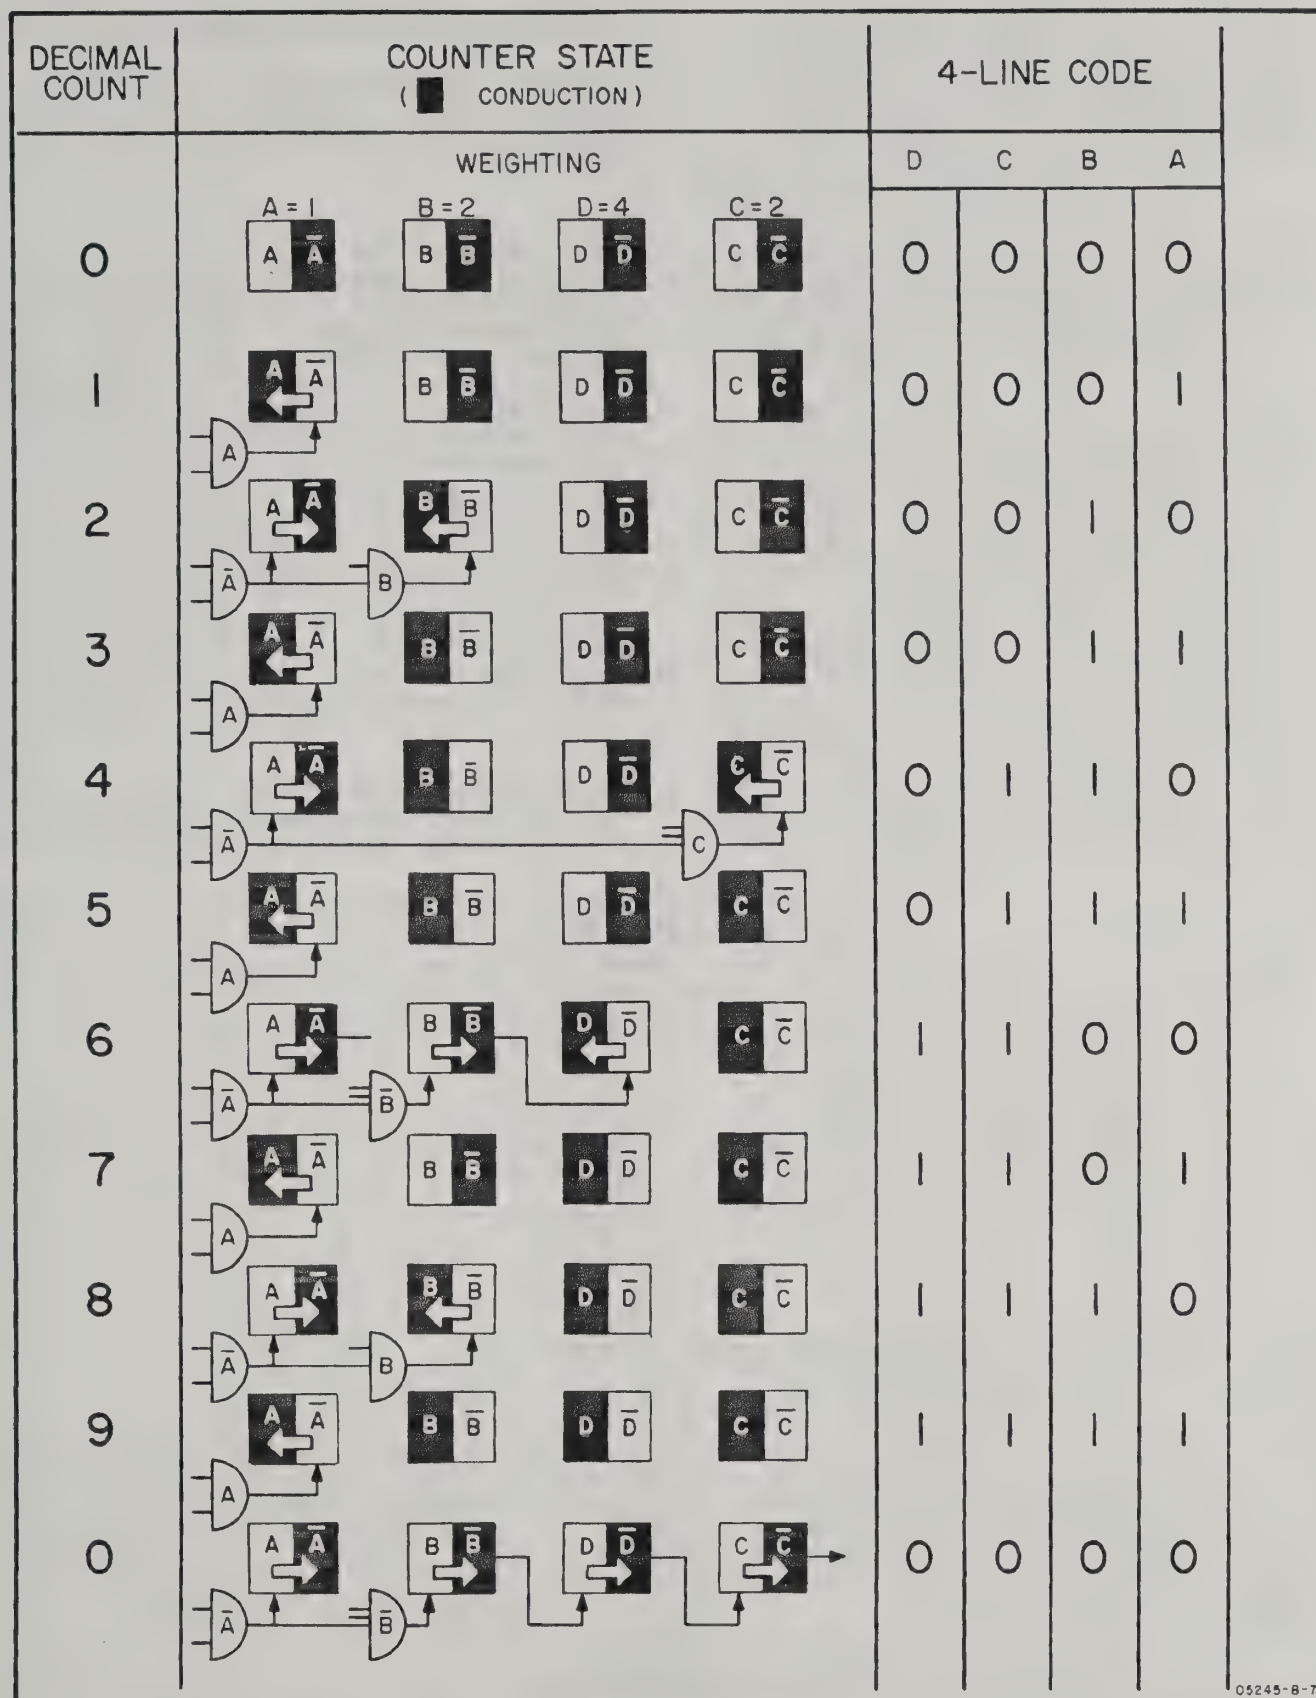 DECIMAL COUNT
COUNTER STATE
( CONDUCTION )
4-LINE CODE
WEIGHTING
D C B A
A = 1 B = 2 D = 4 C = 2
0 A A̅ B B̅ D D̅ C C̅ 0 0 0 0
1 A A̅ B B̅ D D̅ C C̅ 0 0 0 1
A
2 A A̅ B B̅ D D̅ C C̅ 0 0 1 0
A̅ B
3 A A̅ B B̅ D D̅ C C̅ 0 0 1 1
A
4 A A̅ B B̅ D D̅ C C̅ 0 1 1 0
A̅ C
5 A A̅ B B̅ D D̅ C C̅ 0 1 1 1
A
6 A A̅ B B̅ D D̅ C C̅ 1 1 0 0
A̅ B̅
7 A A̅ B B̅ D D̅ C C̅ 1 1 0 1
A
8 A A̅ B B̅ D D̅ C C̅ 1 1 1 0
A̅ B
9 A A̅ B B̅ D D̅ C C̅ 1 1 1 1
A
0 A A̅ B B̅ D D̅ C C̅ 0 0 0 0
A̅ B̅
05245-B-7